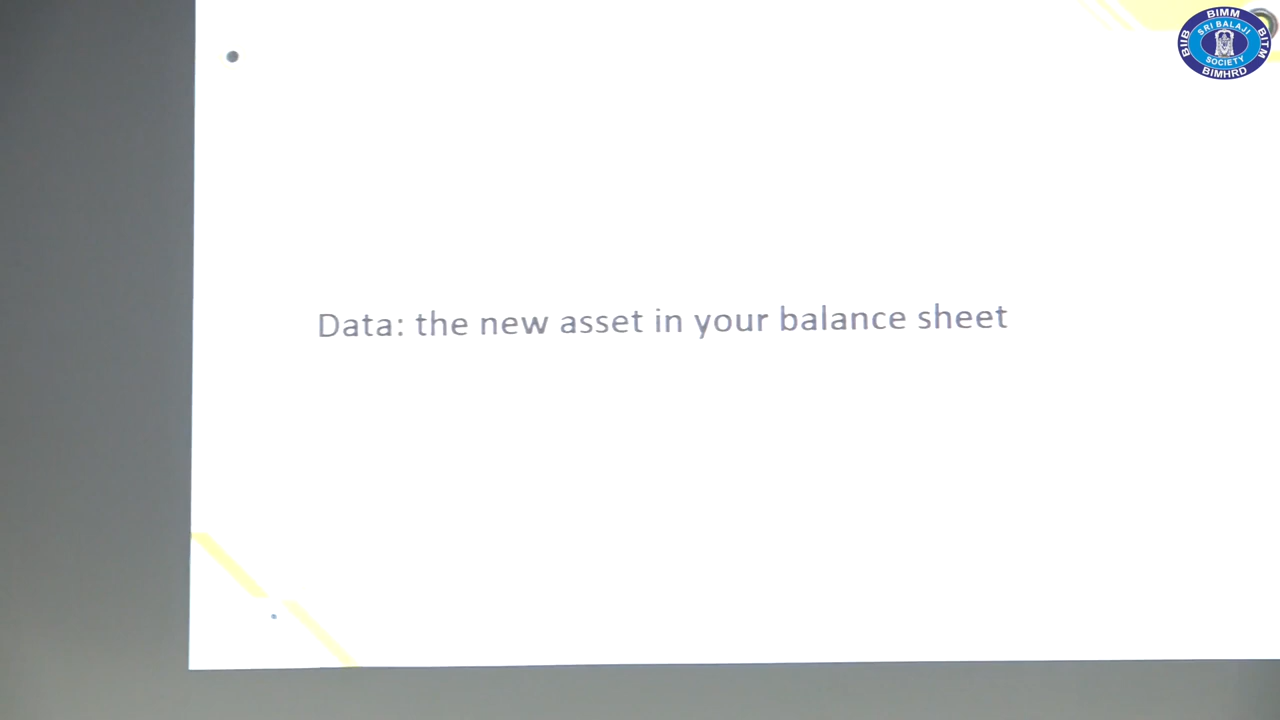 BIMM
BIIB
SRI BALAJI
BITM
SOCIETY
BIMHRD
Data: the new asset in your balance sheet